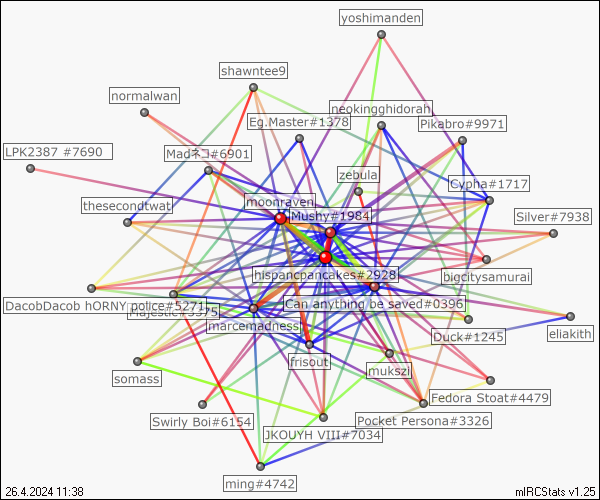 yoshimanden
shawntee9
normalwan
neokingghidorah
Eg.Master#1378
Pikabro#9971
LPK2387 #7690
Madネコ#6901
zebula
Cypha#1717
moonraven
thesecondtwat
Mushy#1984
Silver#7938
hispancpancakes#2928
bigcitysamurai
DacobDacob hORNY police#5271
Can anything be saved#0396
marcemadness
Duck#1245
eliakith
frisout
mukszi
somass
Fedora Stoat#4479
Swirly Boi#6154
Pocket Persona#3326
JKOUYH VIII#7034
ming#4742
26.4.2024 11:38
mIRCStats v1.25